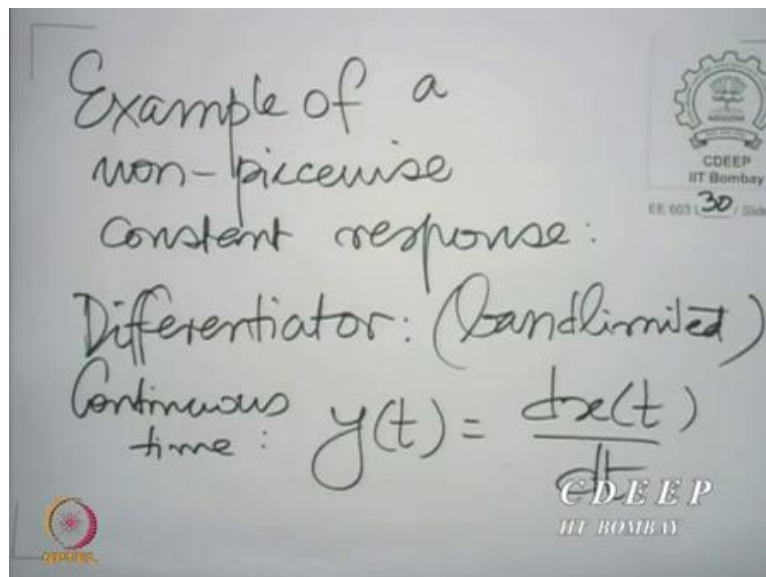 Example of a
non-piecewise
constant response:
Differentiator: (bandlimited)
Continuous
time: y(t) = dx(t)
dt
CDEEP
IIT Bombay
EE 603 L 30 / Slide
CDEEP
IIT BOMBAY
NPTEL